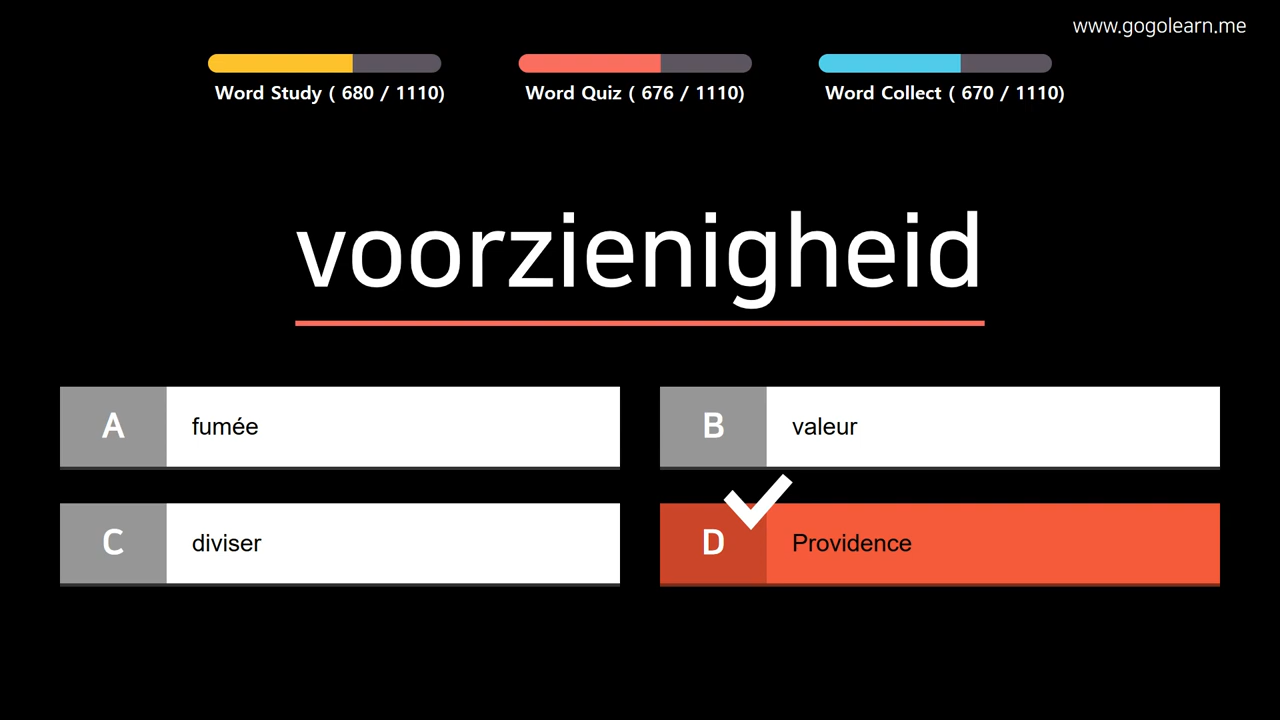 www.gogolearn.me
Word Study ( 680 / 1110)
Word Quiz ( 676 / 1110)
Word Collect ( 670 / 1110)
voorzienigheid
A fumée
B valeur
C diviser
D Providence